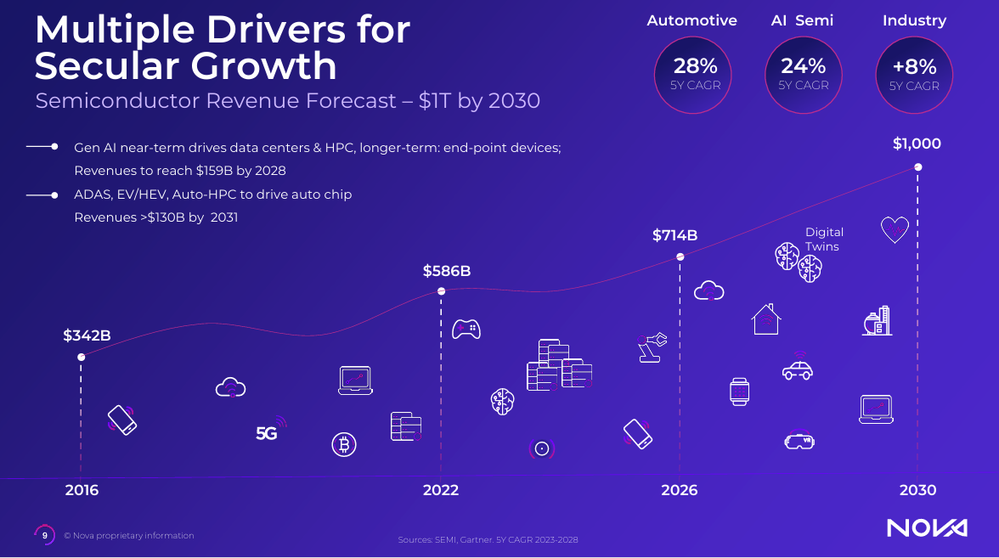 Multiple Drivers for
Secular Growth
Semiconductor Revenue Forecast – $1T by 2030
Automotive
28%
5Y CAGR
AI Semi
24%
5Y CAGR
Industry
+8%
5Y CAGR
Gen AI near-term drives data centers & HPC, longer-term: end-point devices;
Revenues to reach $159B by 2028
ADAS, EV/HEV, Auto-HPC to drive auto chip
Revenues >$130B by 2031
$342B
$586B
$714B
$1,000
Digital
Twins
5G
VR
2016
2022
2026
2030
9
© Nova proprietary information
Sources: SEMI, Gartner. 5Y CAGR 2023-2028
NOVA